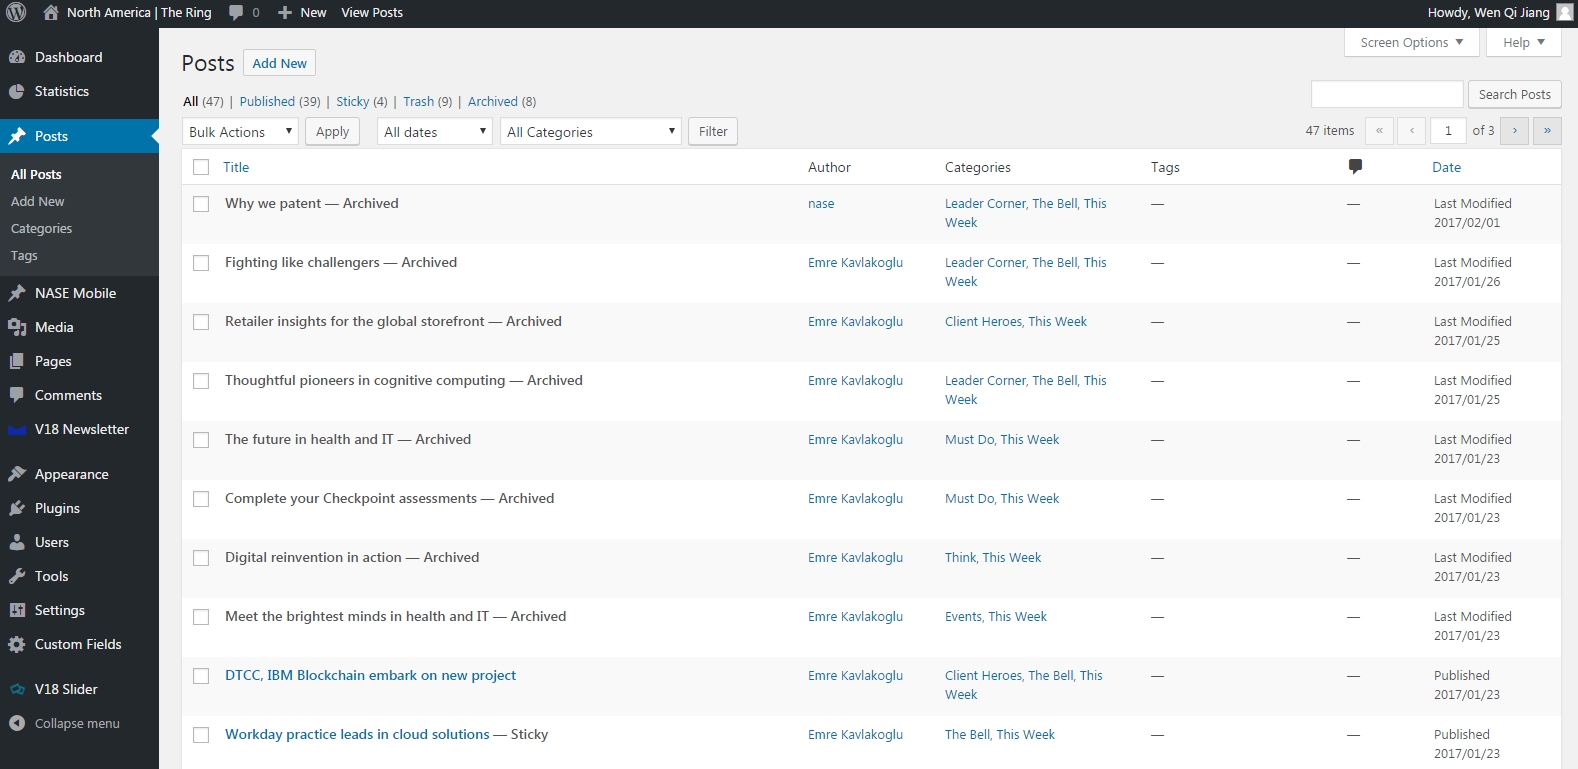 North America | The Ring 0 New View Posts Howdy, Wen Qi Jiang
Screen Options ▼ Help ▼
Dashboard
Statistics
Posts
All Posts
Add New
Categories
Tags
NASE Mobile
Media
Pages
Comments
V18 Newsletter
Appearance
Plugins
Users
Tools
Settings
Custom Fields
V18 Slider
Collapse menu
Posts Add New
All (47) | Published (39) | Sticky (4) | Trash (9) | Archived (8)
Search Posts
Bulk Actions Apply All dates All Categories Filter
47 items « ‹ 1 of 3 › »
Title Author Categories Tags Date
Why we patent — Archived nase Leader Corner, The Bell, This — — Last Modified
Week 2017/02/01
Fighting like challengers — Archived Emre Kavlakoglu Leader Corner, The Bell, This — — Last Modified
Week 2017/01/26
Retailer insights for the global storefront — Archived Emre Kavlakoglu Client Heroes, This Week — — Last Modified
2017/01/25
Thoughtful pioneers in cognitive computing — Archived Emre Kavlakoglu Leader Corner, The Bell, This — — Last Modified
Week 2017/01/25
The future in health and IT — Archived Emre Kavlakoglu Must Do, This Week — — Last Modified
2017/01/23
Complete your Checkpoint assessments — Archived Emre Kavlakoglu Must Do, This Week — — Last Modified
2017/01/23
Digital reinvention in action — Archived Emre Kavlakoglu Think, This Week — — Last Modified
2017/01/23
Meet the brightest minds in health and IT — Archived Emre Kavlakoglu Events, This Week — — Last Modified
2017/01/23
DTCC, IBM Blockchain embark on new project Emre Kavlakoglu Client Heroes, The Bell, This — — Published
Week 2017/01/23
Workday practice leads in cloud solutions — Sticky Emre Kavlakoglu The Bell, This Week — — Published
2017/01/23